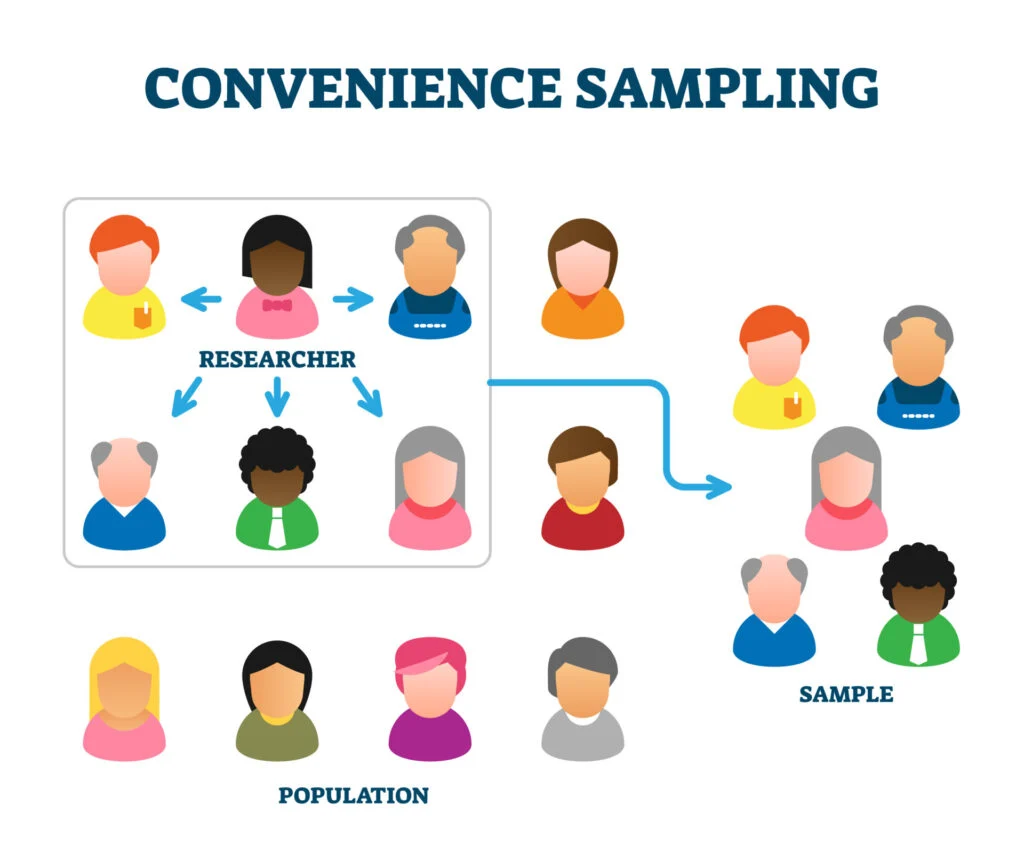 CONVENIENCE SAMPLING
RESEARCHER
SAMPLE
POPULATION